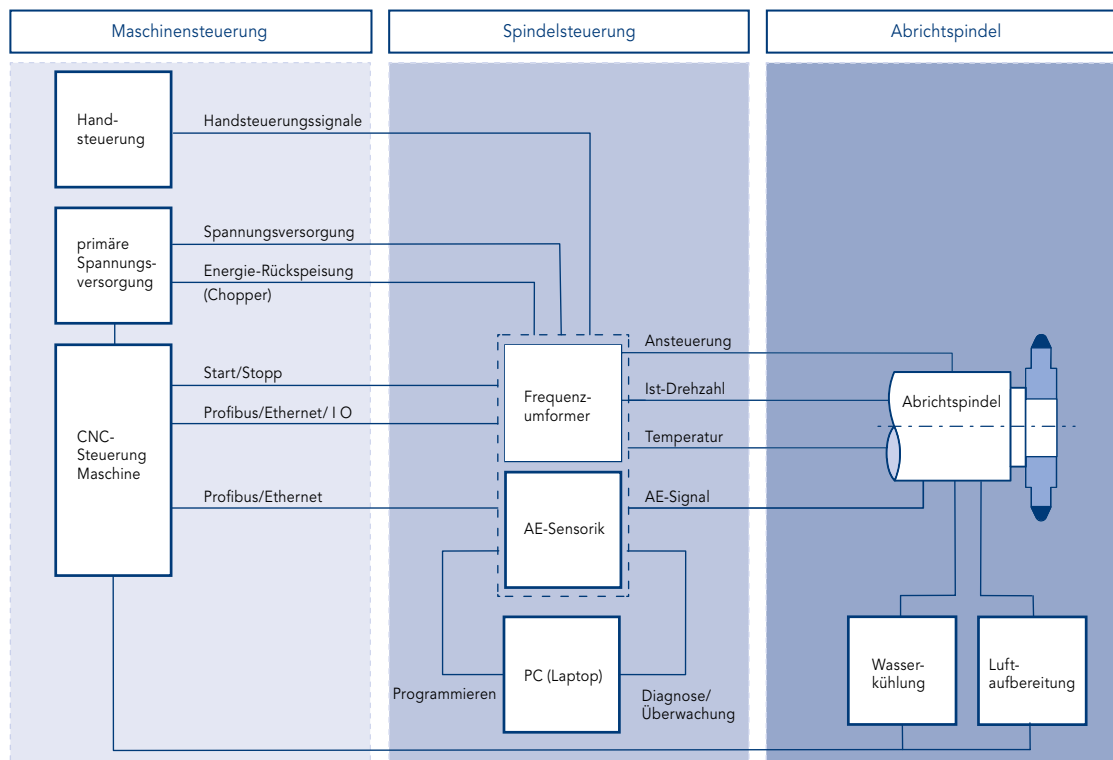 Maschinensteuerung
Spindelsteuerung
Abrichtspindel
Hand-
steuerung
Handsteuerungssignale
primäre
Spannungs-
versorgung
Spannungsversorgung
Energie-Rückspeisung
(Chopper)
CNC-
Steuerung
Maschine
Start/Stopp
Profibus/Ethernet/ I O
Profibus/Ethernet
Frequenz-
umformer
AE-Sensorik
PC (Laptop)
Programmieren
Diagnose/
Überwachung
Ansteuerung
Ist-Drehzahl
Temperatur
AE-Signal
Abrichtspindel
Wasser-
kühlung
Luft-
aufbereitung